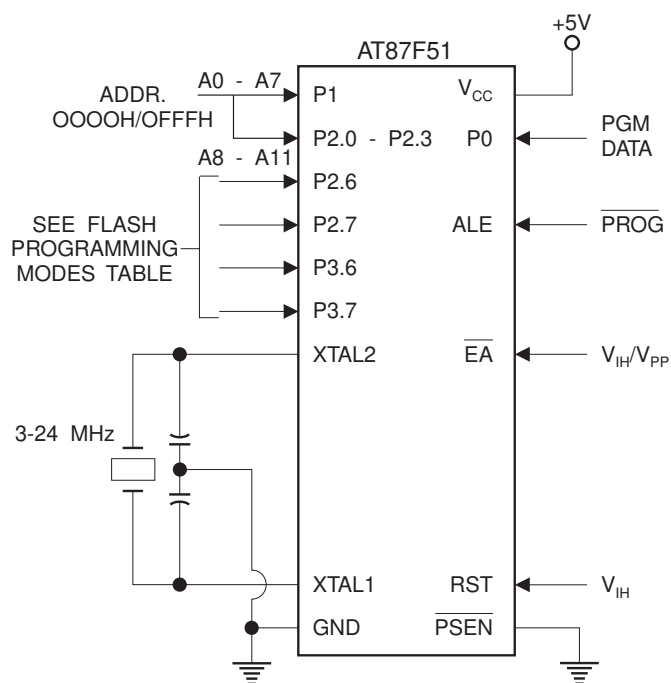 +5V
AT87F51
A0 - A7
ADDR.
OOOOH/OFFFH
P1
VCC
P2.0 - P2.3
P0
PGM
DATA
A8 - A11
P2.6
SEE FLASH
PROGRAMMING
MODES TABLE
P2.7
ALE
PROG
P3.6
P3.7
XTAL2
EA
VIH/VPP
3-24 MHz
XTAL1
RST
VIH
GND
PSEN